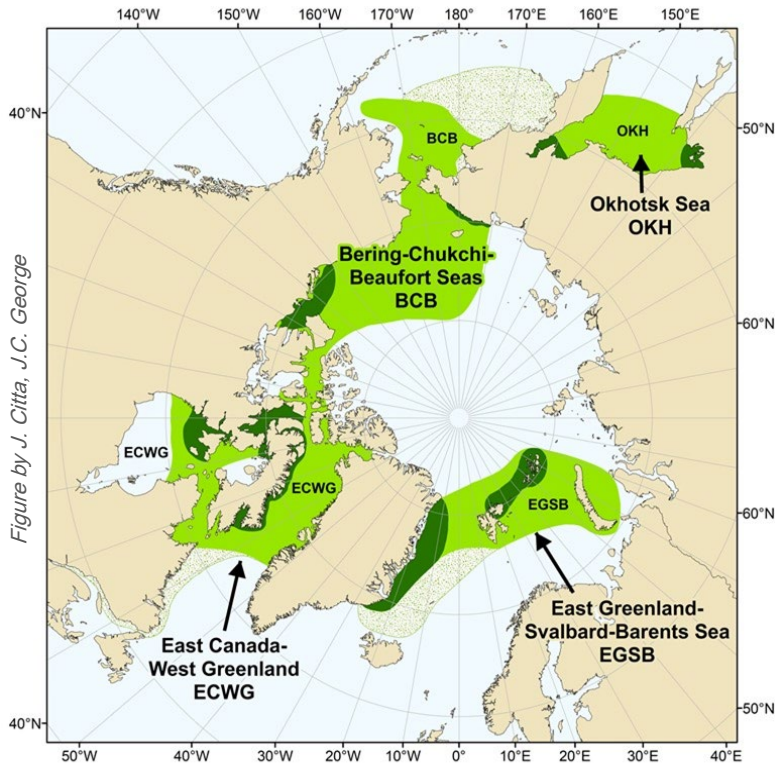 140°W 150°W 160°W 170°W 180° 170°E 160°E 150°E
40°N
50°N
BCB
OKH
Okhotsk Sea
OKH
Bering-Chukchi-
Beaufort Seas
BCB
60°N
Figure by J. Citta, J.C. George
ECWG
ECWG
EGSB
60°N
East Greenland-
Svalbard-Barents Sea
EGSB
East Canada-
West Greenland
ECWG
40°N
50°N
50°W 40°W 30°W 20°W 10°W 0° 10°E 20°E 30°E 40°E